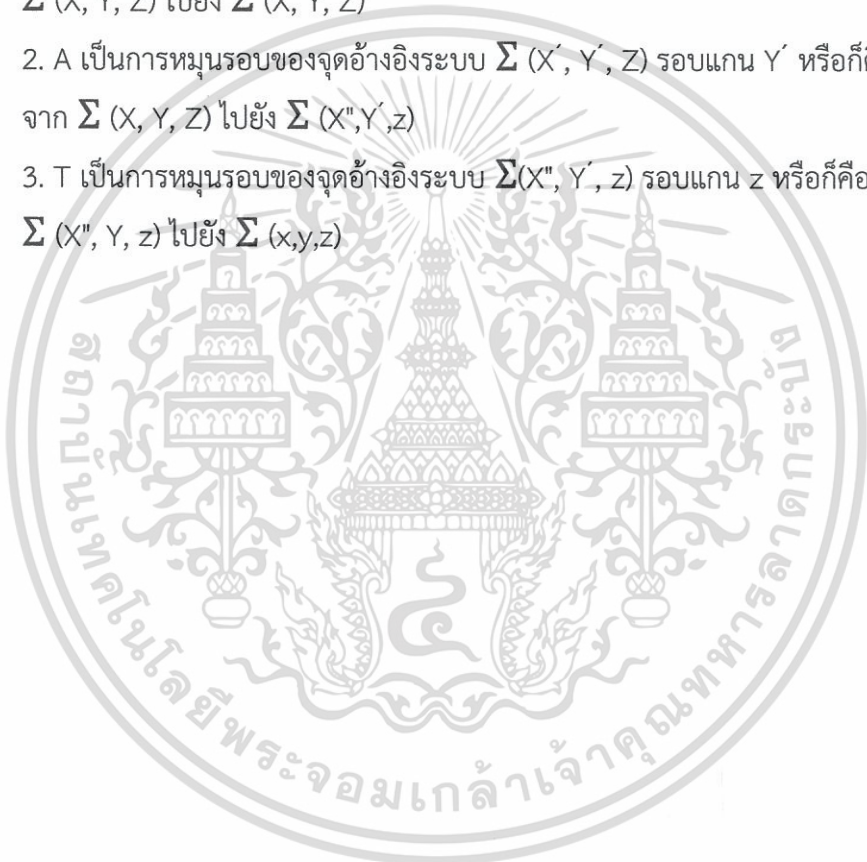 Σ (X, Y, Z) ไปยัง Σ (X, Y, Z)
2. A เป็นการหมุนรอบของจุดอ้างอิงระบบ Σ (X´, Y´, Z) รอบแกน Y´ หรือก็
จาก Σ (X, Y, Z) ไปยัง Σ (X",Y´,z)
3. T เป็นการหมุนรอบของจุดอ้างอิงระบบ Σ(X", Y´, z) รอบแกน z หรือก็คือ
Σ (X", Y, z) ไปยัง Σ (x,y,z)
สถาบันเทคโนโลยีพระจอมเกล้าเจ้าคุณทหารลาดกระบัง